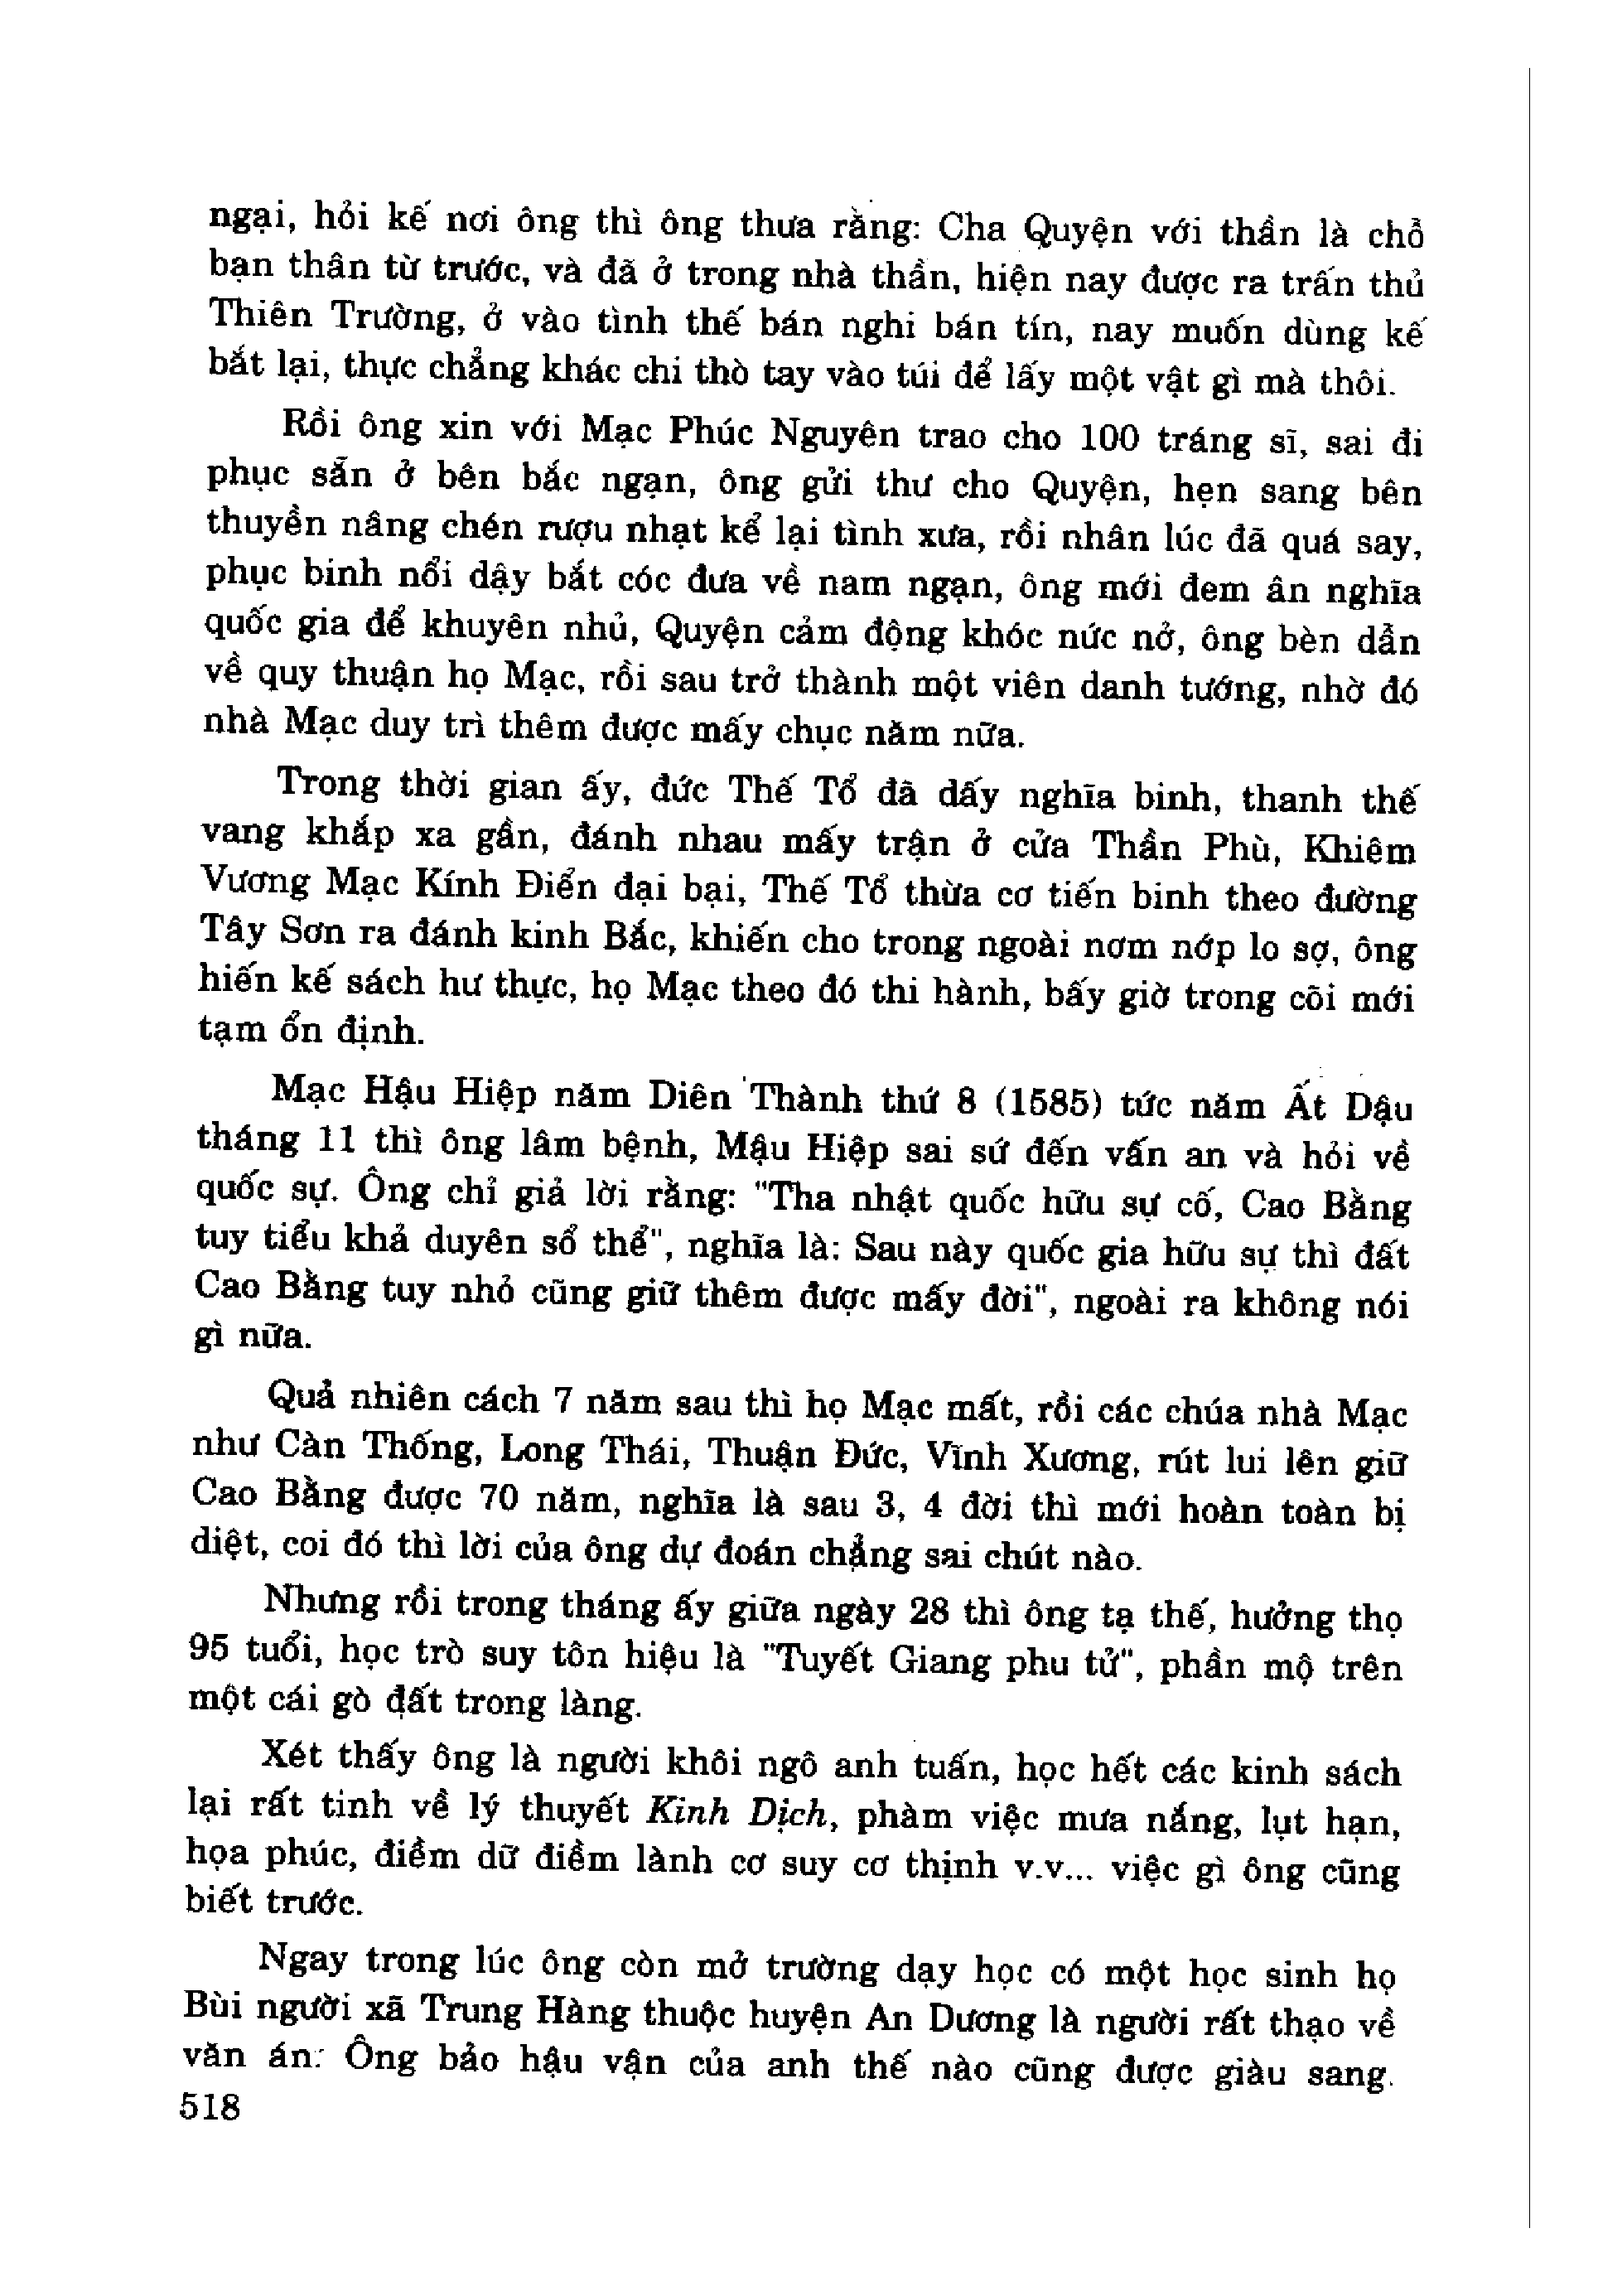 ngại, hỏi kế nơi ông thì ông thưa rằng: Cha Quyện với thần là chỗ
bạn thân từ trước, và đã ở trong nhà thần, hiện nay được ra trấn thủ
Thiên Trường, ở vào tình thế bán nghi bán tín, nay muốn dùng kế
bắt lại, thực chẳng khác chi thò tay vào túi để lấy một vật gì mà thôi.
Rồi ông xin với Mạc Phúc Nguyên trao cho 100 tráng sĩ, sai đi
phục sẵn ở bên bắc ngạn, ông gửi thư cho Quyện, hẹn sang bên
thuyền nâng chén rượu nhạt kể lại tình xưa, rồi nhân lúc đã quá say,
phục binh nổi dậy bắt cóc đưa về nam ngạn, ông mới đem ân nghĩa
quốc gia để khuyên nhủ, Quyện cảm động khóc nức nở, ông bèn dẫn
về quy thuận họ Mạc, rồi sau trở thành một viên danh tướng, nhờ đó
nhà Mạc duy trì thêm được mấy chục năm nữa.
Trong thời gian ấy, đức Thế Tổ đã dấy nghĩa binh, thanh thế
vang khắp xa gần, đánh nhau mấy trận ở cửa Thần Phù, Khiêm
Vương Mạc Kính Điển đại bại, Thế Tổ thừa cơ tiến binh theo đường
Tây Sơn ra đánh kinh Bắc, khiến cho trong ngoài nơm nớp lo sợ, ông
hiến kế sách hư thực, họ Mạc theo đó thi hành, bấy giờ trong cõi mới
tạm ổn định.
Mạc Hậu Hiệp năm Diên Thành thứ 8 (1585) tức năm Ất Dậu
tháng 11 thì ông lâm bệnh, Mậu Hiệp sai sứ đến vấn an và hỏi về
quốc sự. Ông chỉ giả lời rằng: "Tha nhật quốc hữu sự cố, Cao Bằng
tuy tiểu khả duyên sổ thể", nghĩa là: Sau này quốc gia hữu sự thì đất
Cao Bằng tuy nhỏ cũng giữ thêm được mấy đời", ngoài ra không nói
gì nữa.
Quả nhiên cách 7 năm sau thì họ Mạc mất, rồi các chúa nhà Mạc
như Càn Thống, Long Thái, Thuận Đức, Vĩnh Xương, rút lui lên giữ
Cao Bằng được 70 năm, nghĩa là sau 3, 4 đời thì mới hoàn toàn bị
diệt, coi đó thì lời của ông dự đoán chẳng sai chút nào.
Nhưng rồi trong tháng ấy giữa ngày 28 thì ông tạ thế, hưởng thọ
95 tuổi, học trò suy tôn hiệu là "Tuyết Giang phu tử", phần mộ trên
một cái gò đất trong làng.
Xét thấy ông là người khôi ngô anh tuấn, học hết các kinh sách
lại rất tinh về lý thuyết Kinh Dịch, phàm việc mưa nắng, lụt hạn,
họa phúc, điềm dữ điềm lành cơ suy cơ thịnh v.v... việc gì ông cũng
biết trước.
Ngay trong lúc ông còn mở trường dạy học có một học sinh họ
Bùi người xã Trung Hàng thuộc huyện An Dương là người rất thạo về
văn án: Ông bảo hậu vận của anh thế nào cũng được giàu sang.
518